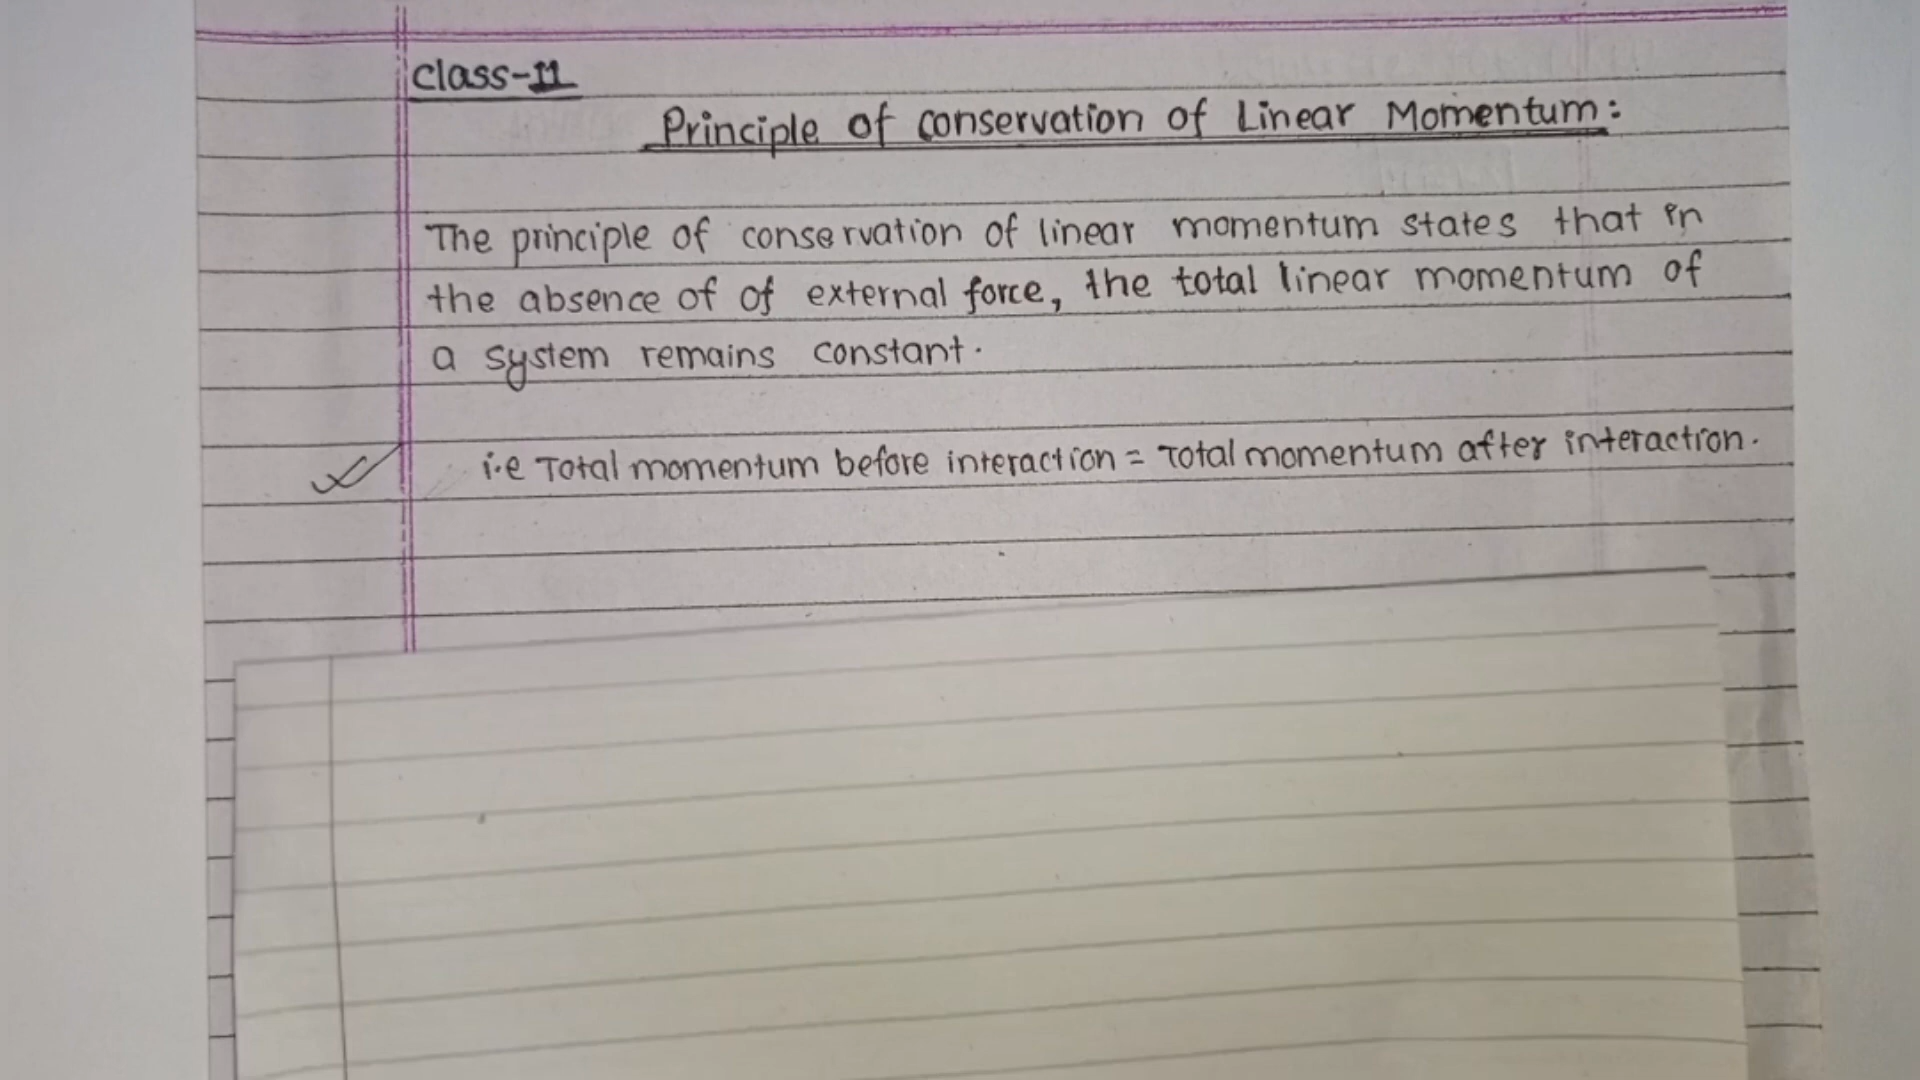 Class-11
Principle of conservation of Linear Momentum:
The principle of conservation of linear momentum states that in
the absence of of external force, the total linear momentum of
a system remains constant.
i.e Total momentum before interaction = Total momentum after interaction.